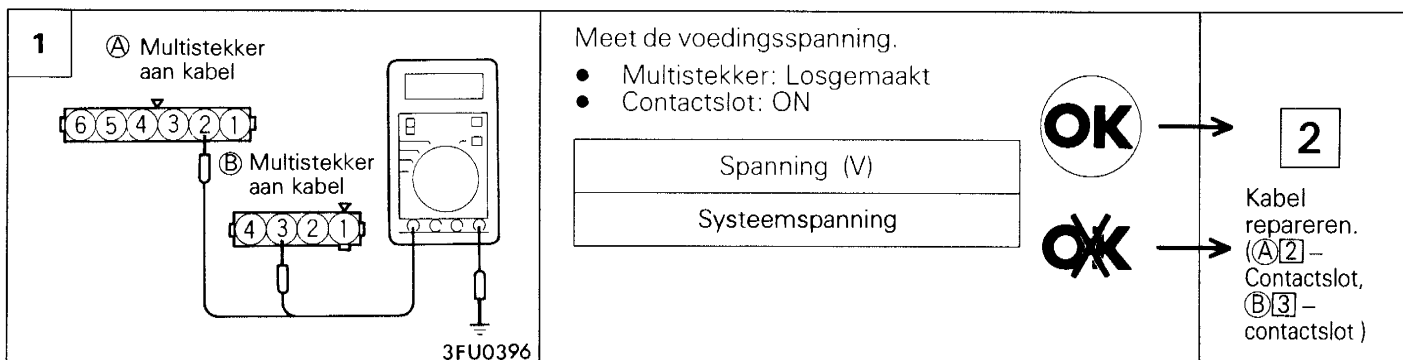 1
Ⓐ Multistekker
aan kabel
6 5 4 3 2 1
Ⓑ Multistekker
aan kabel
4 3 2 1
3FU0396
Meet de voedingsspanning.
● Multistekker: Losgemaakt
● Contactslot: ON
Spanning (V)
Systeemspanning
OK
OK
2
Kabel
repareren.
(Ⓐ2 –
Contactslot,
Ⓑ3 –
contactslot)